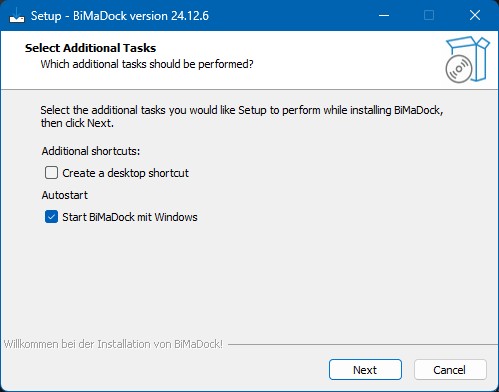 Setup - BiMaDock version 24.12.6
Select Additional Tasks
Which additional tasks should be performed?
Select the additional tasks you would like Setup to perform while installing BiMaDock,
then click Next.
Additional shortcuts:
Create a desktop shortcut
Autostart
Start BiMaDock mit Windows
Willkommen bei der Installation von BiMaDock!
Next
Cancel